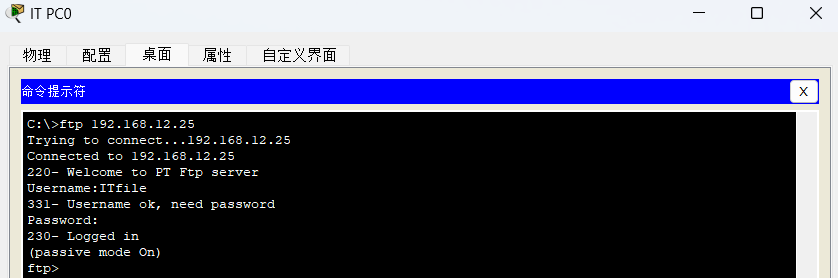 IT PC0
物理 配置 桌面 属性 自定义界面
命令提示符 X
C:\>ftp 192.168.12.25
Trying to connect...192.168.12.25
Connected to 192.168.12.25
220- Welcome to PT Ftp server
Username:ITfile
331- Username ok, need password
Password:
230- Logged in
(passive mode On)
ftp>